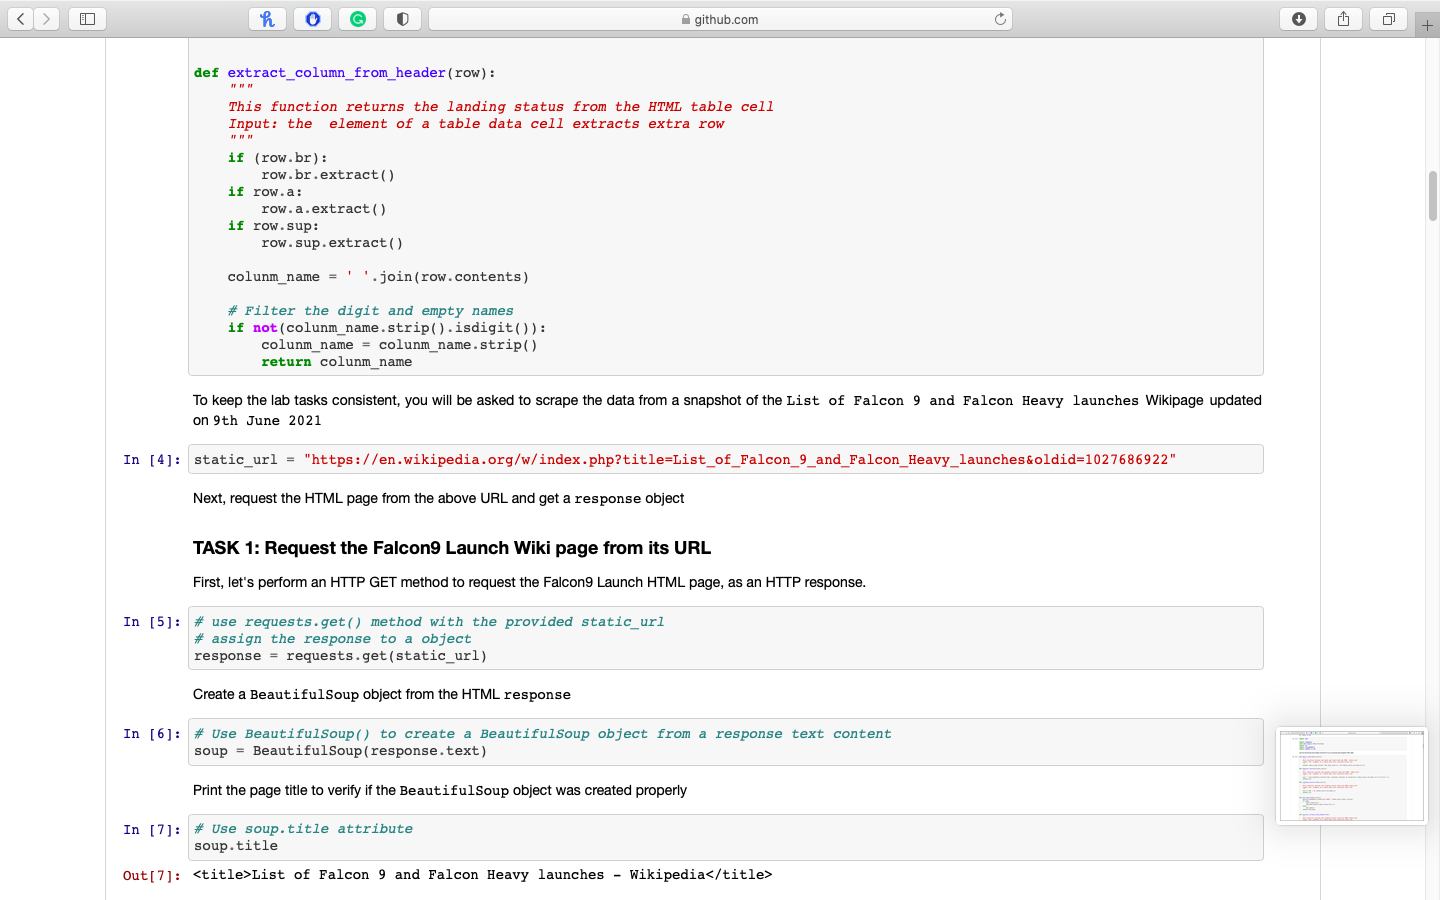 github.com
def extract_column_from_header(row):
"""
This function returns the landing status from the HTML table cell
Input: the  element of a table data cell extracts extra row
"""
if (row.br):
row.br.extract()
if row.a:
row.a.extract()
if row.sup:
row.sup.extract()
colunm_name = ' '.join(row.contents)
# Filter the digit and empty names
if not(colunm_name.strip().isdigit()):
colunm_name = colunm_name.strip()
return colunm_name
To keep the lab tasks consistent, you will be asked to scrape the data from a snapshot of the List of Falcon 9 and Falcon Heavy launches Wikipage updated
on 9th June 2021
In [4]: static_url = "https://en.wikipedia.org/w/index.php?title=List_of_Falcon_9_and_Falcon_Heavy_launches&oldid=1027686922"
Next, request the HTML page from the above URL and get a response object
TASK 1: Request the Falcon9 Launch Wiki page from its URL
First, let's perform an HTTP GET method to request the Falcon9 Launch HTML page, as an HTTP response.
In [5]: # use requests.get() method with the provided static_url
# assign the response to a object
response = requests.get(static_url)
Create a BeautifulSoup object from the HTML response
In [6]: # Use BeautifulSoup() to create a BeautifulSoup object from a response text content
soup = BeautifulSoup(response.text)
Print the page title to verify if the BeautifulSoup object was created properly
In [7]: # Use soup.title attribute
soup.title
Out[7]: <title>List of Falcon 9 and Falcon Heavy launches - Wikipedia</title>